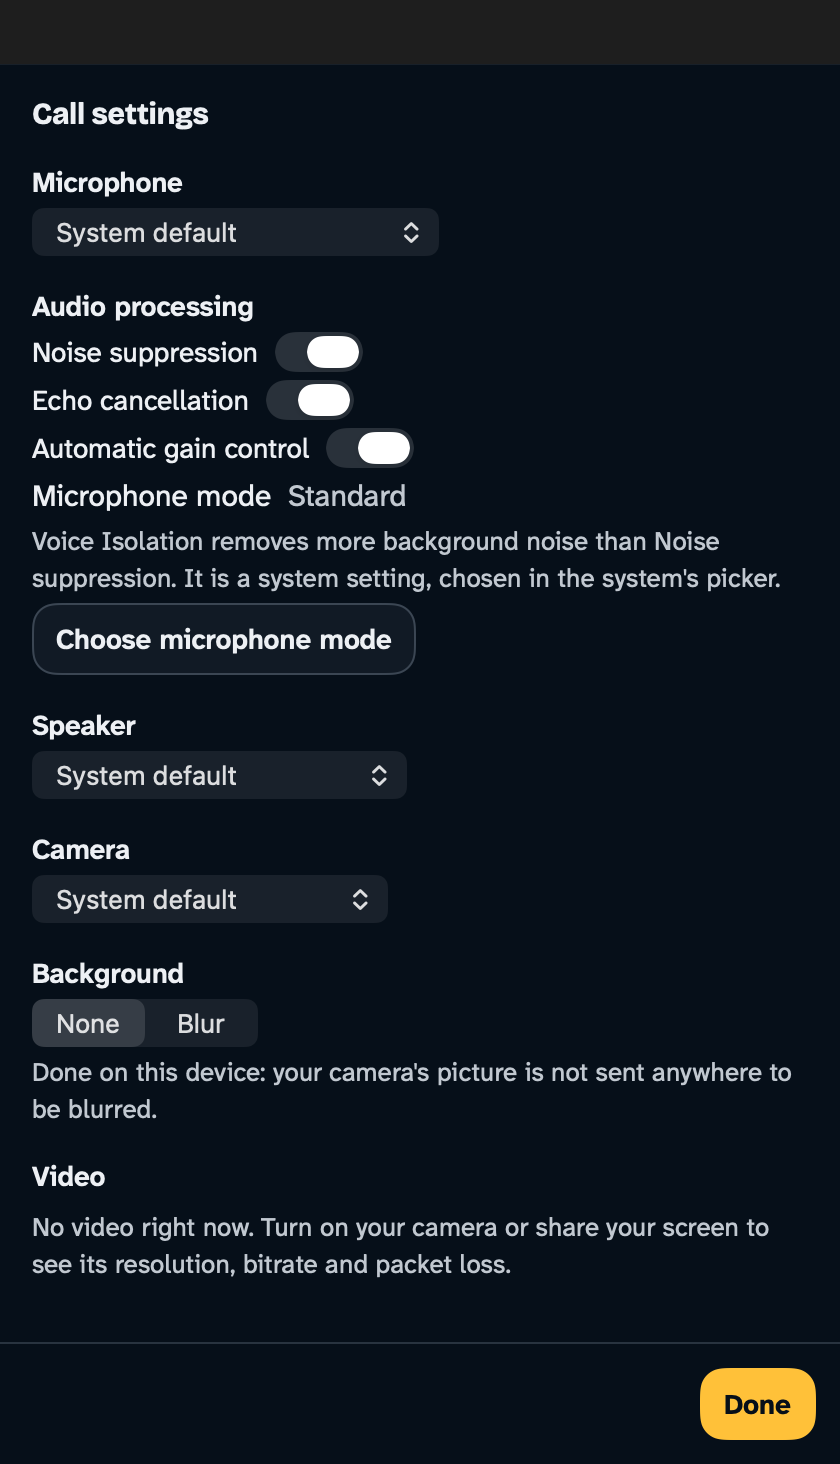 Call settings
Microphone
System default
Audio processing
Noise suppression
Echo cancellation
Automatic gain control
Microphone mode Standard
Voice Isolation removes more background noise than Noise
suppression. It is a system setting, chosen in the system's picker.
Choose microphone mode
Speaker
System default
Camera
System default
Background
None Blur
Done on this device: your camera's picture is not sent anywhere to
be blurred.
Video
No video right now. Turn on your camera or share your screen to
see its resolution, bitrate and packet loss.
Done